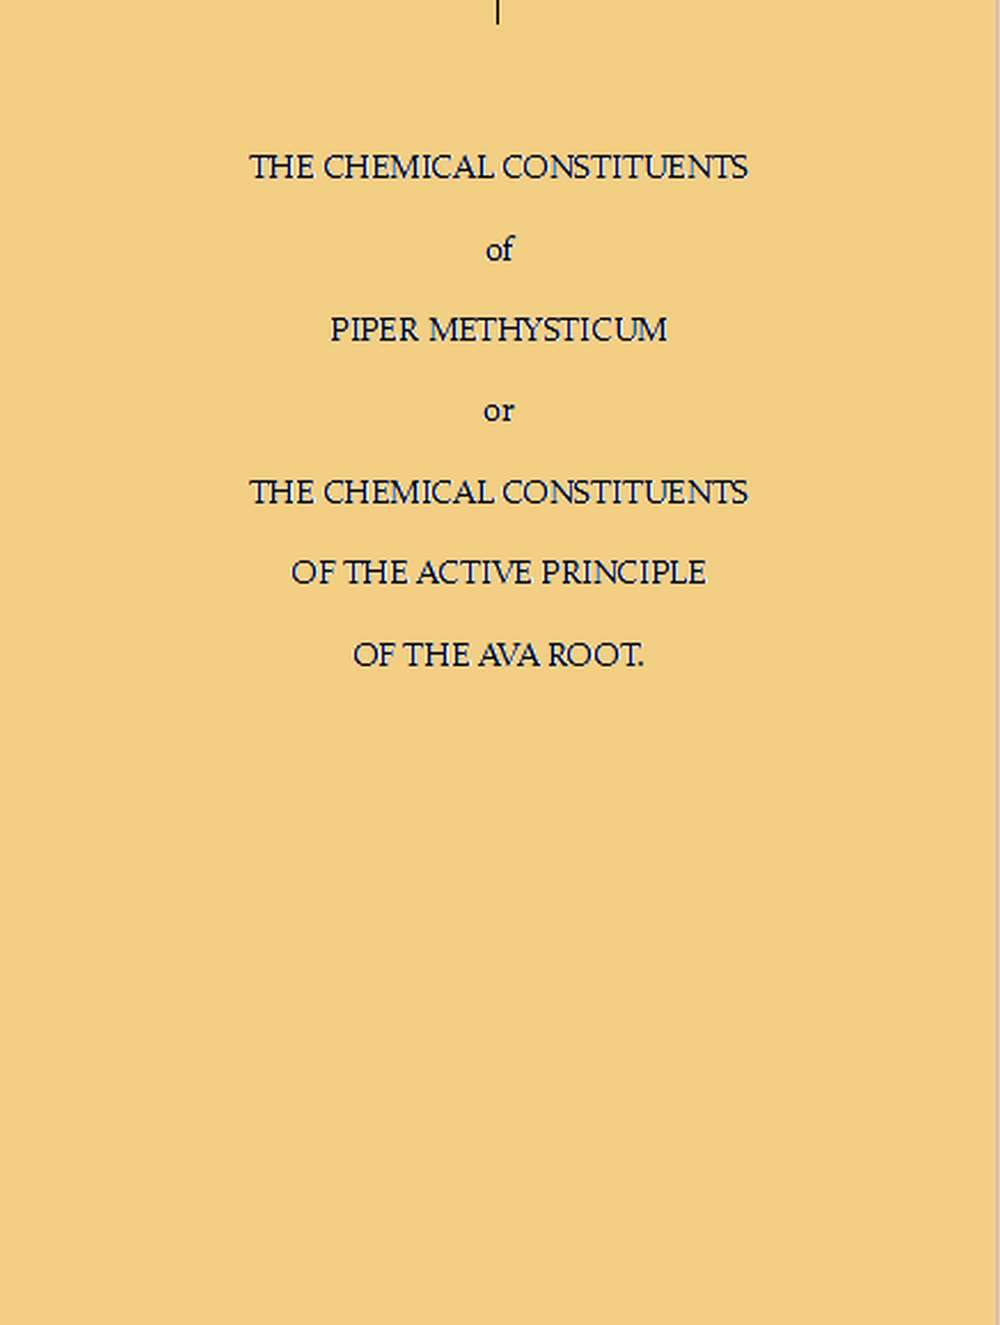 THE CHEMICAL CONSTITUENTS
of
PIPER METHYSTICUM
or
THE CHEMICAL CONSTITUENTS
OF THE ACTIVE PRINCIPLE
OF THE AVA ROOT.